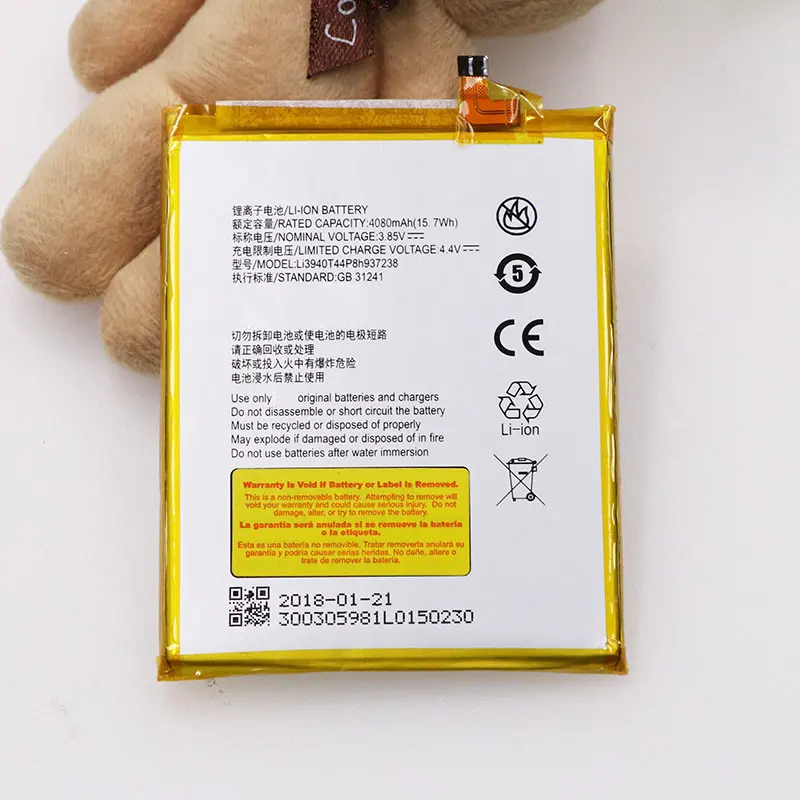 Lo
锂离子电池/LI-ION BATTERY
额定容量/RATED CAPACITY:4080mAh(15.7Wh)
标称电压/NOMINAL VOLTAGE:3.85V⎓
充电限制电压/LIMITED CHARGE VOLTAGE:4.4V⎓
型号/MODEL:Li3940T44P8h937238
执行标准/STANDARD:GB 31241
5
CE
切勿拆卸电池或使电池的电极短路
请正确回收或处理
破坏或投入火中有爆炸危险
电池浸水后禁止使用
Use only original batteries and chargers
Do not disassemble or short circuit the battery
Must be recycled or disposed of properly
May explode if damaged or disposed of in fire
Do not use batteries after water immersion
Li-ion
Warranty is Void if Battery or Label is Removed.
This is a non-removable battery. Attempting to remove will
void your warranty and could cause serious injury. Do not
damage, alter, or try to remove the battery.
La garantía será anulada si se remueve la batería
o la etiqueta.
Esta es una batería no removible. Tratar removerla anulará su
garantía y podría causar serias heridas. No dañe, altere o
trate de remover la batería.
2018-01-21
300305981L0150230